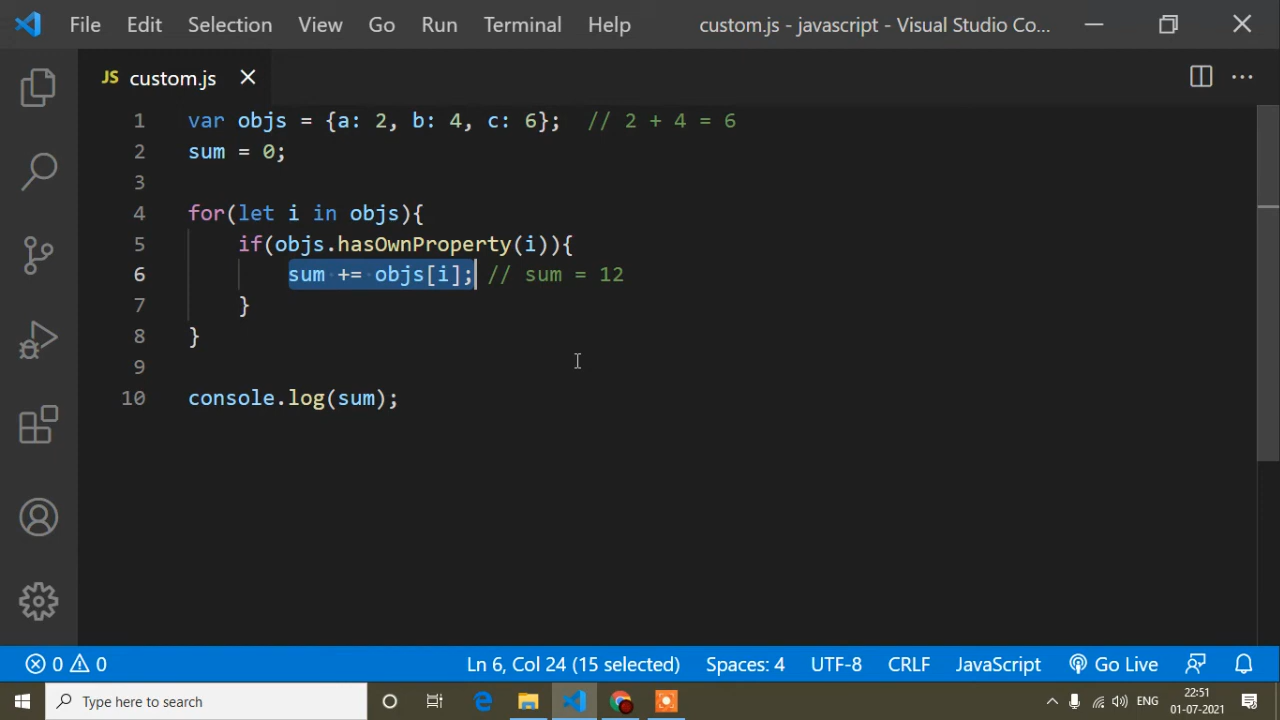 File Edit Selection View Go Run Terminal Help custom.js - javascript - Visual Studio Co...
JS custom.js
1 var objs = {a: 2, b: 4, c: 6}; // 2 + 4 = 6
2 sum = 0;
3
4 for(let i in objs){
5 if(objs.hasOwnProperty(i)){
6 sum += objs[i]; // sum = 12
7 }
8 }
9
10 console.log(sum);
0 0 Ln 6, Col 24 (15 selected) Spaces: 4 UTF-8 CRLF JavaScript Go Live
Type here to search ENG 22:51
01-07-2021